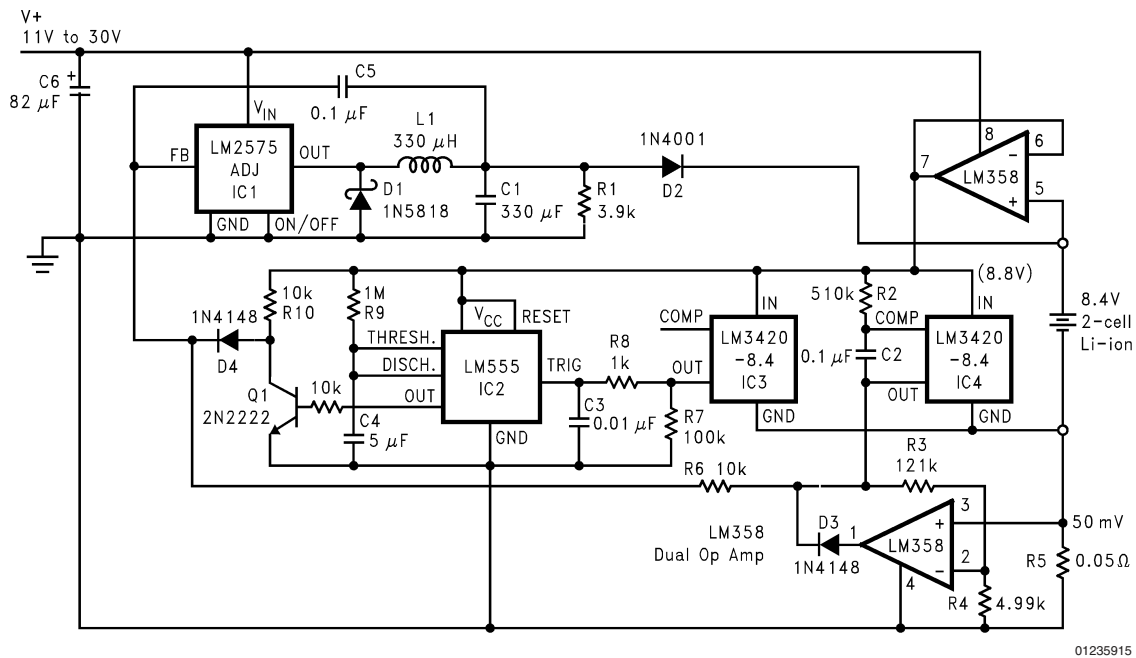 V+
11V to 30V
C6
82 μF
+
C5
0.1 μF
VIN
LM2575
ADJ
IC1
FB
OUT
GND
ON/OFF
L1
330 μH
D1
1N5818
C1
330 μF
R1
3.9k
1N4001
D2
8
7
6
5
−
+
LM358
(8.8V)
8.4V
2-cell
Li-ion
10k
R10
1N4148
D4
Q1
2N2222
10k
1M
R9
THRESH.
DISCH.
OUT
C4
5 μF
VCC
RESET
LM555
IC2
TRIG
GND
R8
1k
C3
0.01 μF
R7
100k
COMP
OUT
IN
LM3420
-8.4
IC3
GND
510k R2
0.1 μF C2
COMP
OUT
IN
LM3420
-8.4
IC4
GND
R6 10k
R3
121k
LM358
Dual Op Amp
D3
1N4148
1
3
+
LM358
−
2
4
50 mV
R5
0.05Ω
R4 4.99k
01235915